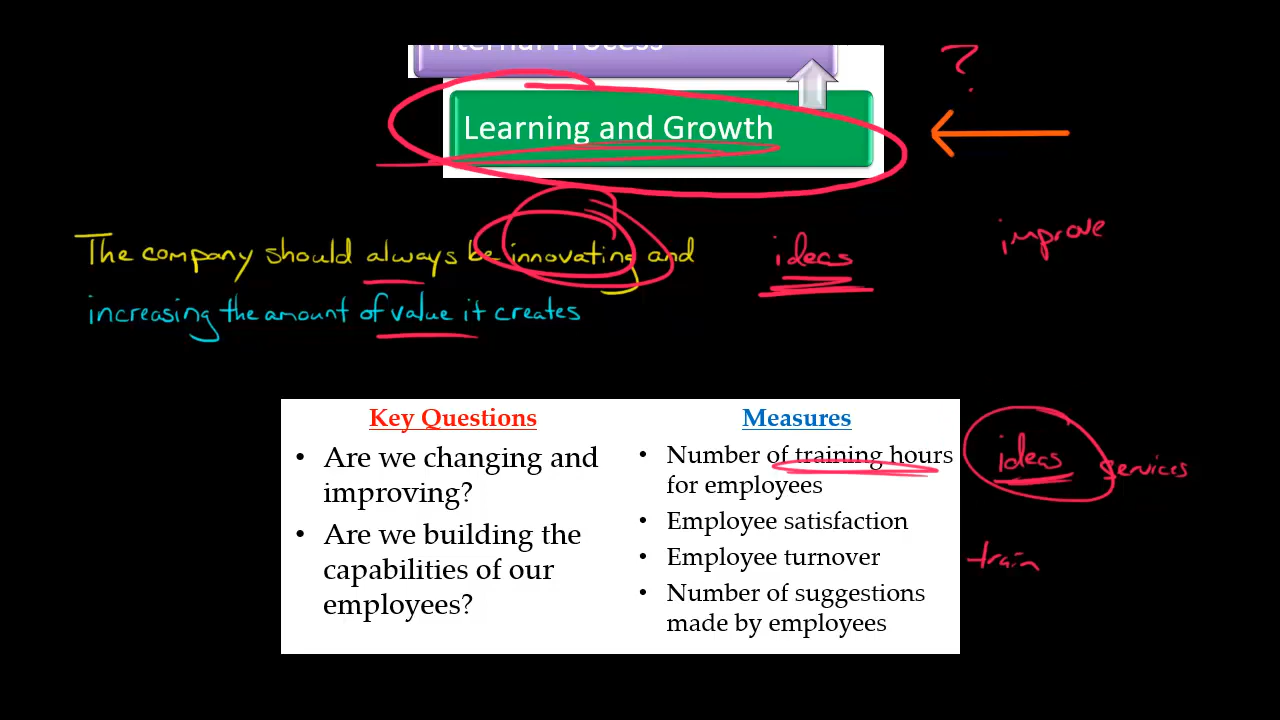 Internal Process
?
Learning and Growth
improve
The company should always be innovating and
ideas
increasing the amount of value it creates
Key Questions
• Are we changing and
improving?
• Are we building the
capabilities of our
employees?
Measures
• Number of training hours
for employees
• Employee satisfaction
• Employee turnover
• Number of suggestions
made by employees
ideas
services
train